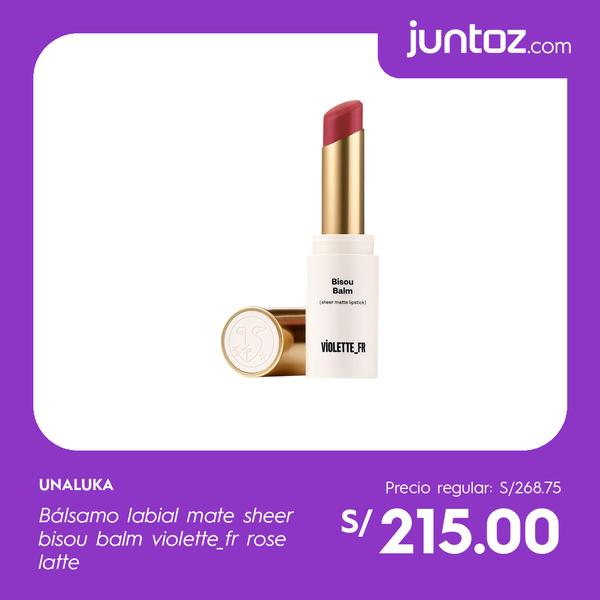 juntoz.com
Bisou
Balm
(sheer matte lipstick)
VIOLETTE_FR
UNALUKA
Bálsamo labial mate sheer
bisou balm violette_fr rose
latte
Precio regular: S/268.75
S/215.00